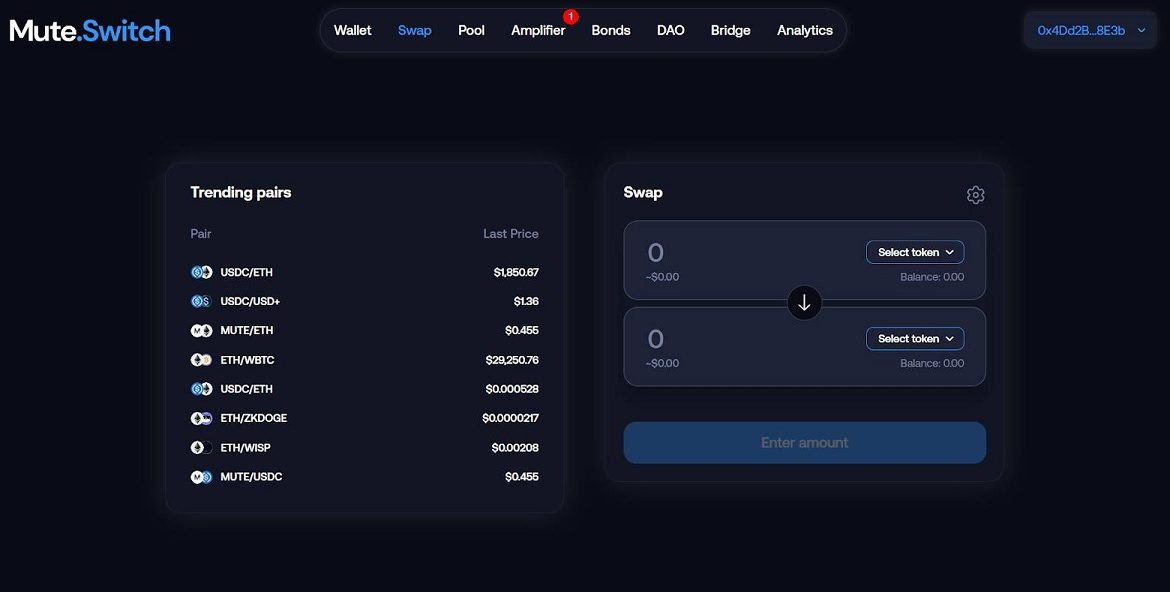 Mute.Switch
Wallet Swap Pool Amplifier 1 Bonds DAO Bridge Analytics
0x4Dd2B...8E3b
Trending pairs
Pair Last Price
USDC/ETH $1,850.67
USDC/USD+ $1.36
MUTE/ETH $0.455
ETH/WBTC $29,250.76
USDC/ETH $0.000528
ETH/ZKDOGE $0.0000217
ETH/WISP $0.00208
MUTE/USDC $0.455
Swap
0 Select token
~$0.00 Balance: 0.00
0 Select token
~$0.00 Balance: 0.00
Enter amount